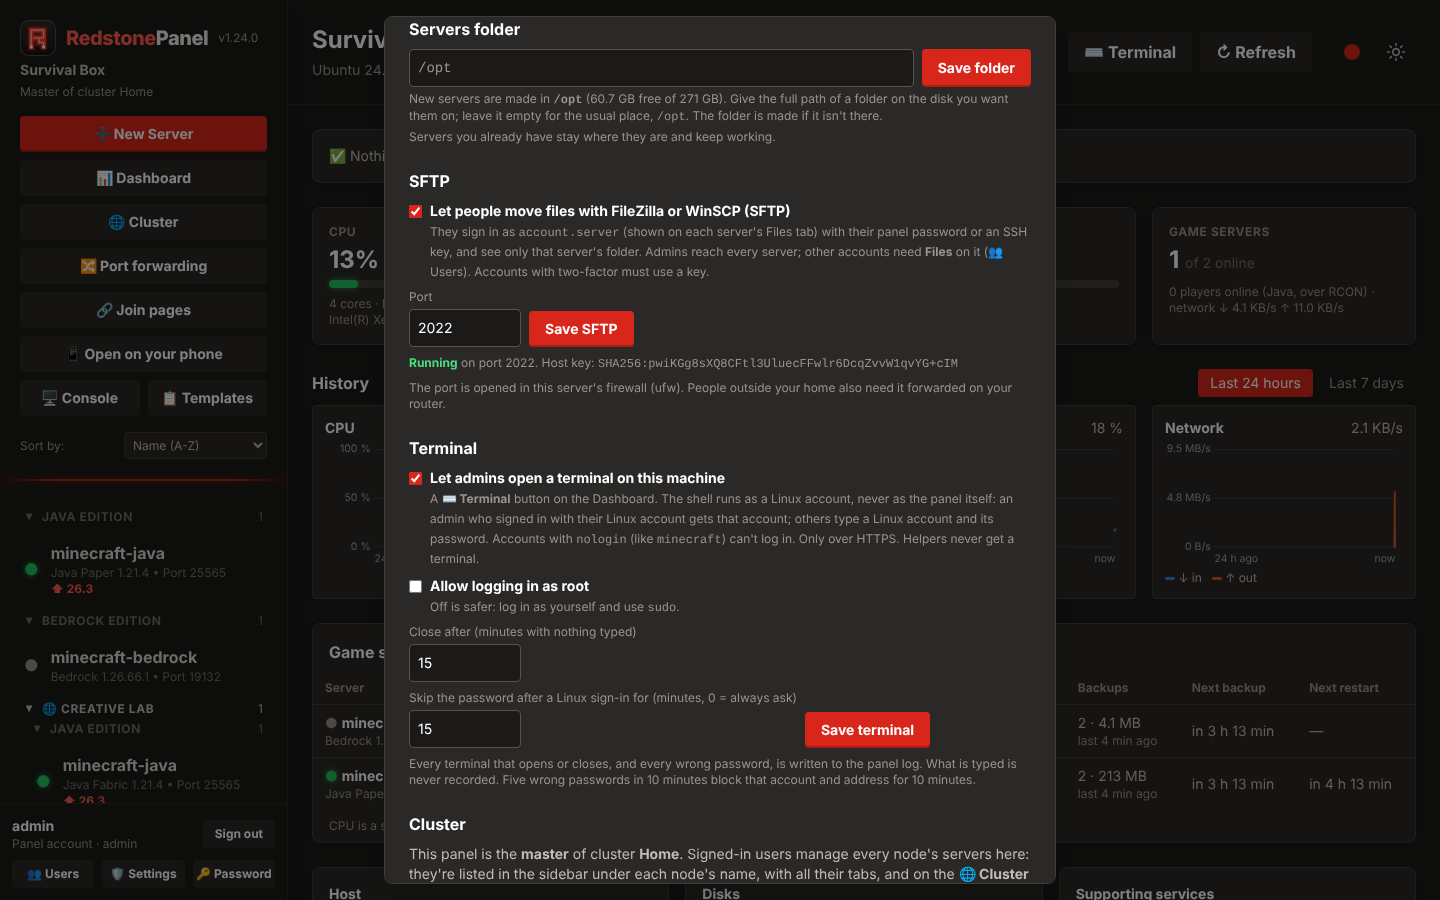 RedstonePanel v1.24.0
Survival Box
Master of cluster Home
➕ New Server
📊 Dashboard
🌐 Cluster
🔀 Port forwarding
🔗 Join pages
📱 Open on your phone
🖥️ Console
📋 Templates
Sort by: Name (A-Z)
▼ JAVA EDITION 1
minecraft-java
Java Paper 1.21.4 • Port 25565
⬆ 26.3
▼ BEDROCK EDITION 1
minecraft-bedrock
Bedrock 1.26.66.1 • Port 19132
▼ 🌐 CREATIVE LAB 1
▼ JAVA EDITION 1
minecraft-java
Java Fabric 1.21.4 • Port 25565
⬆ 26.3
admin
Panel account · admin
Sign out
👥 Users
🛡️ Settings
🔑 Password
Ubuntu 24.
⌨️ Terminal
↻ Refresh
Servers folder
/opt
Save folder
New servers are made in /opt (60.7 GB free of 271 GB). Give the full path of a folder on the disk you want
them on; leave it empty for the usual place, /opt. The folder is made if it isn't there.
Servers you already have stay where they are and keep working.
SFTP
Let people move files with FileZilla or WinSCP (SFTP)
They sign in as account.server (shown on each server's Files tab) with their panel password or an SSH
key, and see only that server's folder. Admins reach every server; other accounts need Files on it (👥
Users). Accounts with two-factor must use a key.
Port
2022
Save SFTP
Running on port 2022. Host key: SHA256:pwiKGg8sXQ8CFtl3UluecFFwlr6DcqZvvW1qvYG+cIM
The port is opened in this server's firewall (ufw). People outside your home also need it forwarded on your
router.
Terminal
Let admins open a terminal on this machine
A ⌨️ Terminal button on the Dashboard. The shell runs as a Linux account, never as the panel itself: an
admin who signed in with their Linux account gets that account; others type a Linux account and its
password. Accounts with nologin (like minecraft) can't log in. Only over HTTPS. Helpers never get a
terminal.
Allow logging in as root
Off is safer: log in as yourself and use sudo.
Close after (minutes with nothing typed)
15
Skip the password after a Linux sign-in for (minutes, 0 = always ask)
15
Save terminal
Every terminal that opens or closes, and every wrong password, is written to the panel log. What is typed is
never recorded. Five wrong passwords in 10 minutes block that account and address for 10 minutes.
Cluster
This panel is the master of cluster Home. Signed-in users manage every node's servers here:
they're listed in the sidebar under each node's name, with all their tabs, and on the 🌐 Cluster
CPU
13%
4 cores ·
GAME SERVERS
1 of 2 online
0 players online (Java, over RCON) ·
network ↓ 4.1 KB/s ↑ 11.0 KB/s
History
Last 24 hours
Last 7 days
CPU
18 %
100 %
50 %
0 %
now
Network 2.1 KB/s
9.5 MB/s
4.8 MB/s
0 B/s
24 h ago now
↓ in ↑ out
Server Backups Next backup Next restart
Bedrock 1. 2 · 4.1 MB in 3 h 13 min —
last 4 min ago
2 · 213 MB in 3 h 13 min in 4 h 13 min
last 4 min ago
CPU is a
Host
Disks
Supporting services